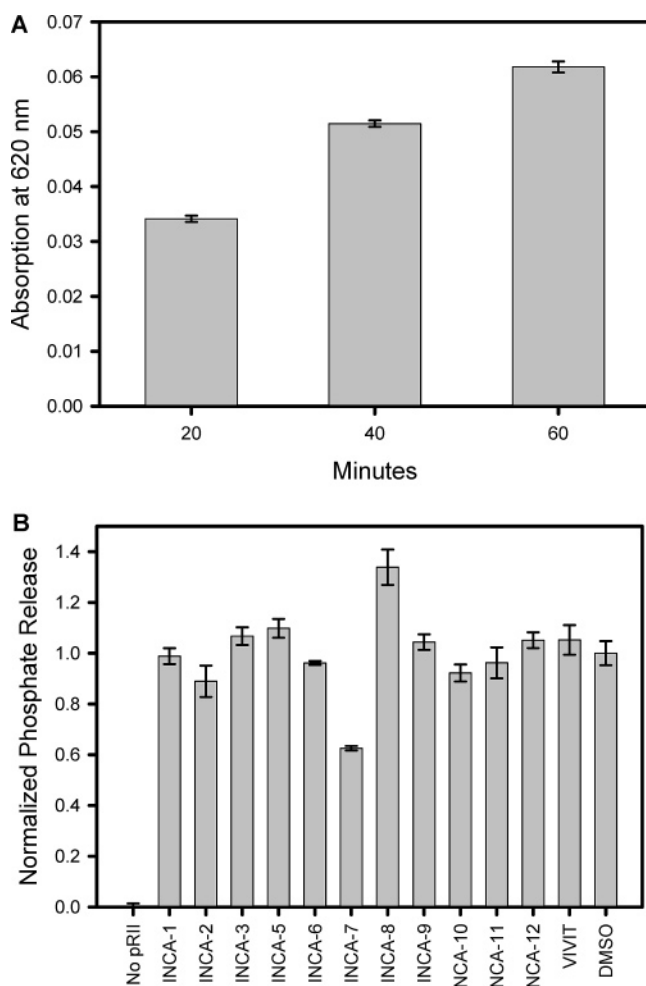 A
Absorption at 620 nm
0.07
0.06
0.05
0.04
0.03
0.02
0.01
0.00
20
40
60
Minutes
B
Normalized Phosphate Release
1.4
1.2
1.0
0.8
0.6
0.4
0.2
0.0
No pRII
INCA-1
INCA-2
INCA-3
INCA-5
INCA-6
INCA-7
INCA-8
INCA-9
NCA-10
NCA-11
NCA-12
VIVIT
DMSO